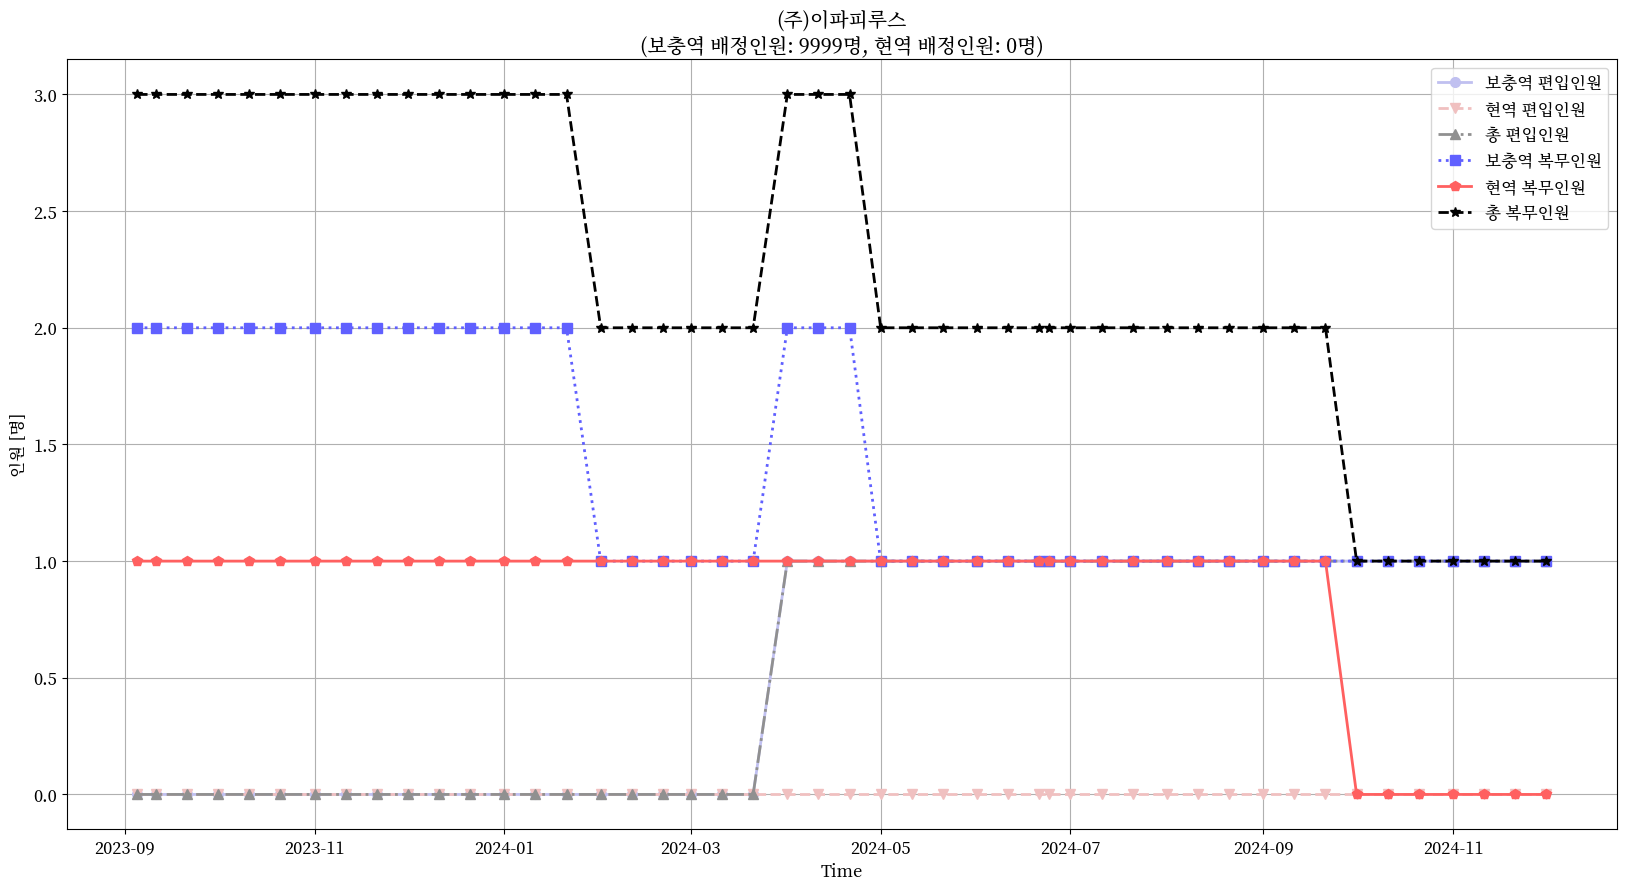 (주)이파피루스
(보충역 배정인원: 9999명, 현역 배정인원: 0명)
보충역 편입인원
현역 편입인원
총 편입인원
보충역 복무인원
현역 복무인원
총 복무인원
인원 [명]
3.0
2.5
2.0
1.5
1.0
0.5
0.0
2023-09
2023-11
2024-01
2024-03
2024-05
2024-07
2024-09
2024-11
Time